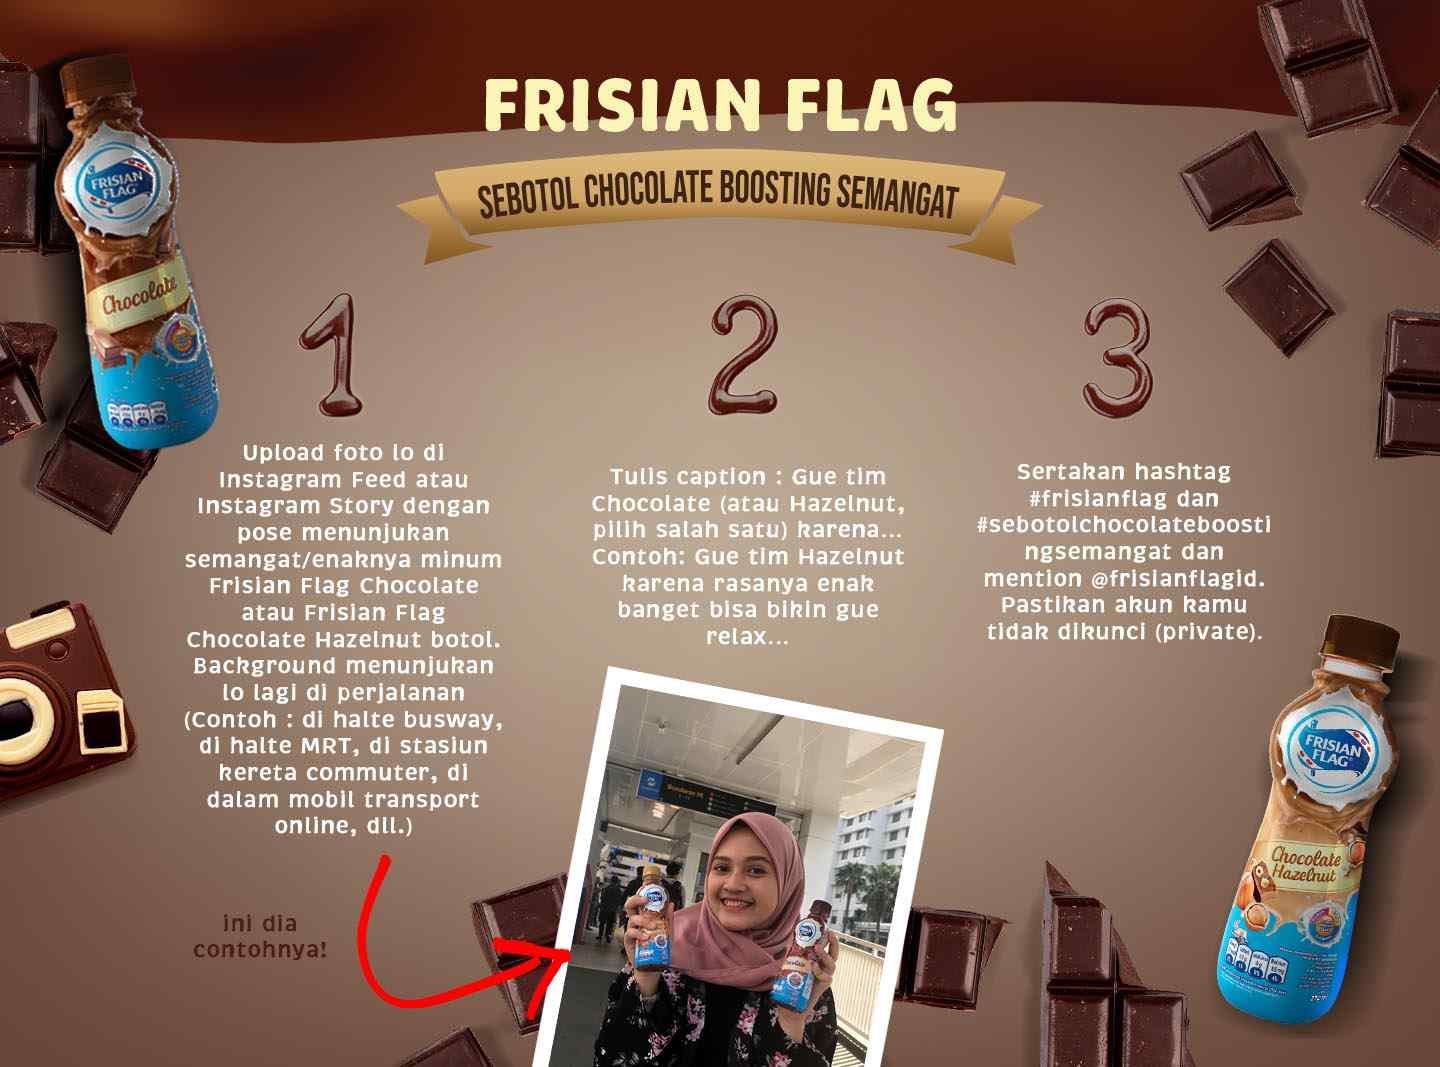 FRISIAN FLAG
SEBOTOL CHOCOLATE BOOSTING SEMANGAT
FRISIAN
FLAG
Chocolate
1
Upload foto lo di
Instagram Feed atau
Instagram Story dengan
pose menunjukan
semangat/enaknya minum
Frisian Flag Chocolate
atau Frisian Flag
Chocolate Hazelnut botol.
Background menunjukan
lo lagi di perjalanan
(Contoh : di halte busway,
di halte MRT, di stasiun
kereta commuter, di
dalam mobil transport
online, dll.)
ini dia
contohnya!
2
Tulis caption : Gue tim
Chocolate (atau Hazelnut,
pilih salah satu) karena...
Contoh: Gue tim Hazelnut
karena rasanya enak
banget bisa bikin gue
relax...
3
Sertakan hashtag
#frisianflag dan
#sebotolchocolateboosti
ngsemangat dan
mention @frisianflagid.
Pastikan akun kamu
tidak dikunci (private).
FRISIAN
FLAG
Chocolate
Hazelnut